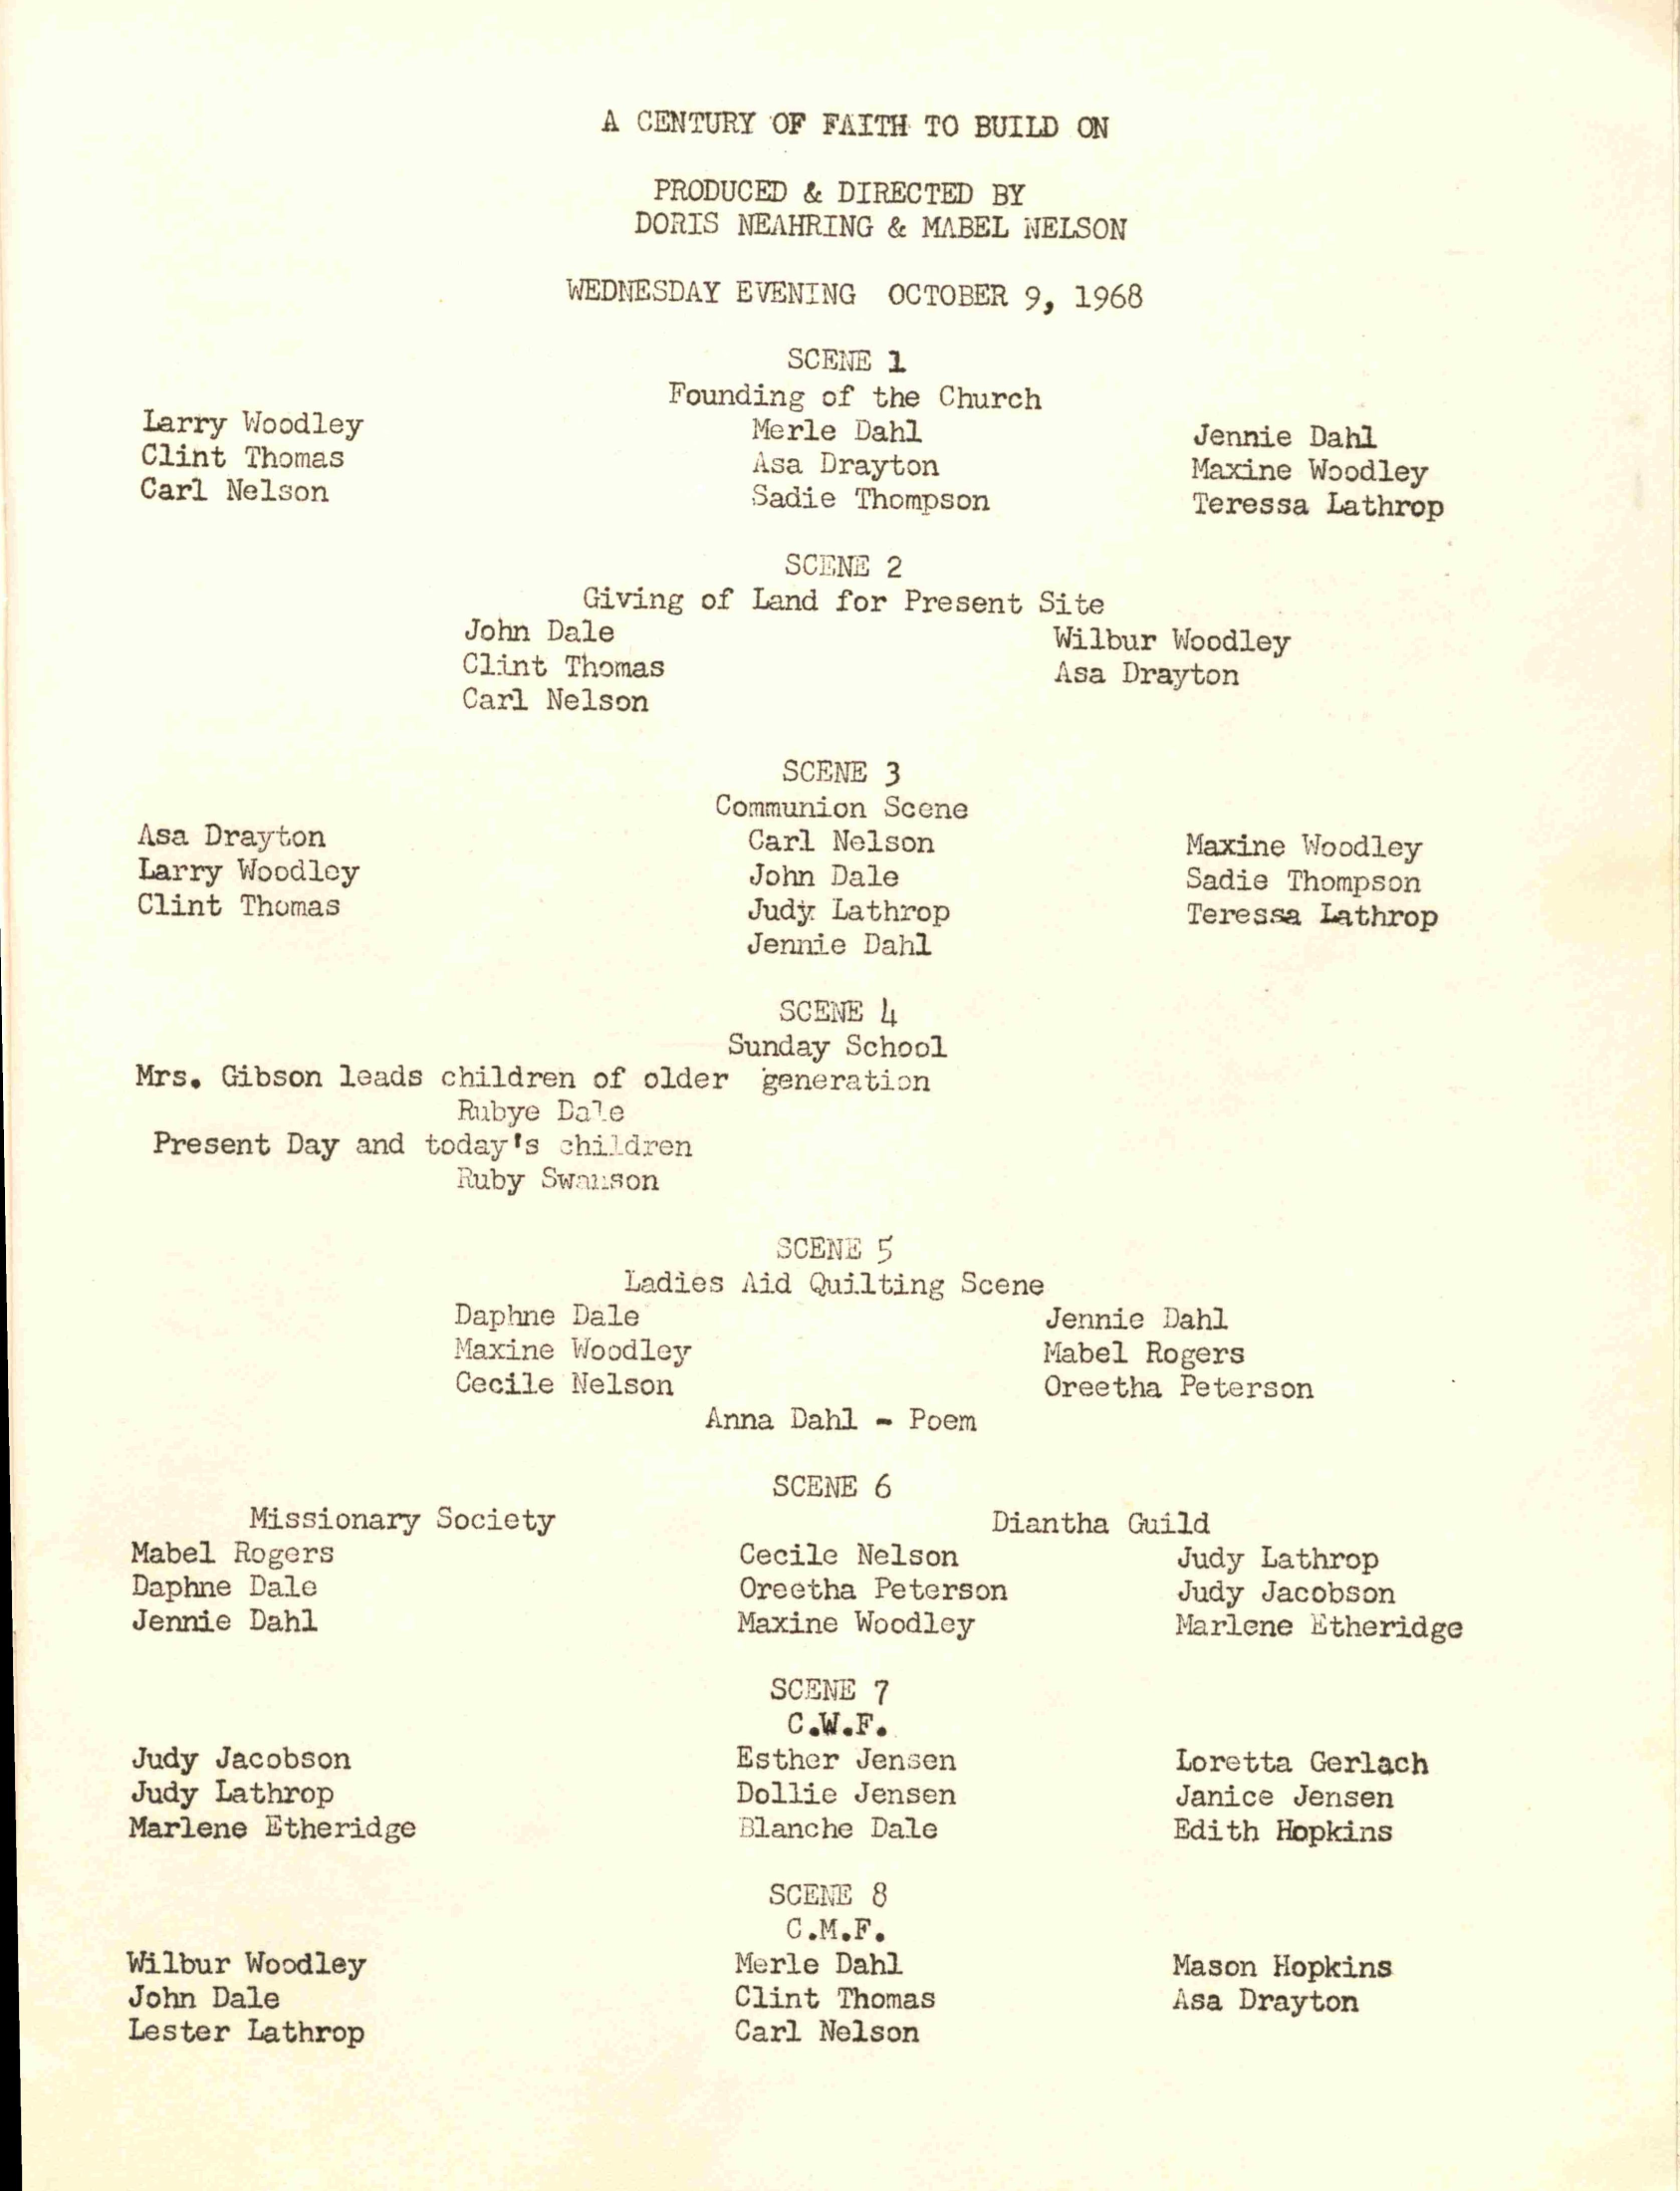 A CENTURY OF FAITH TO BUILD ON
PRODUCED & DIRECTED BY
DORIS NEAHRING & MABEL NELSON
WEDNESDAY EVENING OCTOBER 9, 1968
SCENE 1
Founding of the Church
Larry Woodley Merle Dahl Jennie Dahl
Clint Thomas Asa Drayton Maxine Woodley
Carl Nelson Sadie Thompson Teressa Lathrop
SCENE 2
Giving of Land for Present Site
John Dale Wilbur Woodley
Clint Thomas Asa Drayton
Carl Nelson
SCENE 3
Communion Scene
Asa Drayton Carl Nelson Maxine Woodley
Larry Woodley John Dale Sadie Thompson
Clint Thomas Judy Lathrop Teressa Lathrop
Jennie Dahl
SCENE 4
Sunday School
Mrs. Gibson leads children of older generation
Rubye Dale
Present Day and today's children
Ruby Swanson
SCENE 5
Ladies Aid Quilting Scene
Daphne Dale Jennie Dahl
Maxine Woodley Mabel Rogers
Cecile Nelson Oreetha Peterson
Anna Dahl - Poem
SCENE 6
Missionary Society Diantha Guild
Mabel Rogers Cecile Nelson Judy Lathrop
Daphne Dale Oreetha Peterson Judy Jacobson
Jennie Dahl Maxine Woodley Marlene Etheridge
SCENE 7
C.W.F.
Judy Jacobson Esther Jensen Loretta Gerlach
Judy Lathrop Dollie Jensen Janice Jensen
Marlene Etheridge Blanche Dale Edith Hopkins
SCENE 8
C.M.F.
Wilbur Woodley Merle Dahl Mason Hopkins
John Dale Clint Thomas Asa Drayton
Lester Lathrop Carl Nelson